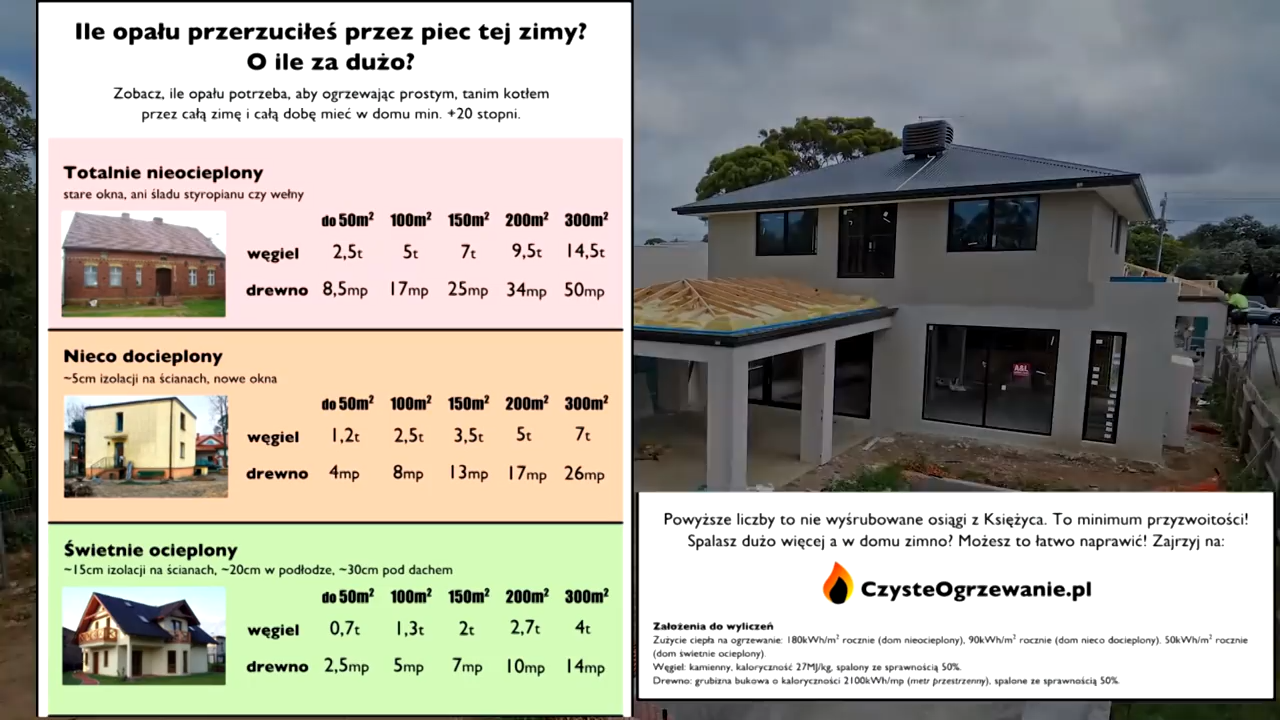 Ile opału przerzuciłeś przez piec tej zimy?
O ile za dużo?
Zobacz, ile opału potrzeba, aby ogrzewając prostym, tanim kotłem
przez całą zimę i całą dobę mieć w domu min. +20 stopni.
Totalnie nieocieplony
stare okna, ani śladu styropianu czy wełny
do 50m² 100m² 150m² 200m² 300m²
węgiel 2,5t 5t 7t 9,5t 14,5t
drewno 8,5mp 17mp 25mp 34mp 50mp
Nieco docieplony
~5cm izolacji na ścianach, nowe okna
do 50m² 100m² 150m² 200m² 300m²
węgiel 1,2t 2,5t 3,5t 5t 7t
drewno 4mp 8mp 13mp 17mp 26mp
Świetnie ocieplony
~15cm izolacji na ścianach, ~20cm w podłodze, ~30cm pod dachem
do 50m² 100m² 150m² 200m² 300m²
węgiel 0,7t 1,3t 2t 2,7t 4t
drewno 2,5mp 5mp 7mp 10mp 14mp
A&L
Powyższe liczby to nie wyśrubowane osiągi z Księżyca. To minimum przyzwoitości!
Spalasz dużo więcej a w domu zimno? Możesz to łatwo naprawić! Zajrzyj na:
CzysteOgrzewanie.pl
Założenia do wyliczeń
Zużycie ciepła na ogrzewanie: 180kWh/m² rocznie (dom nieocieplony), 90kWh/m² rocznie (dom nieco docieplony). 50kWh/m² rocznie
(dom świetnie ocieplony).
Węgiel: kamienny, kaloryczność 27MJ/kg, spalony ze sprawnością 50%.
Drewno: grubizna bukowa o kaloryczności 2100kWh/mp (metr przestrzenny), spalone ze sprawnością 50%.